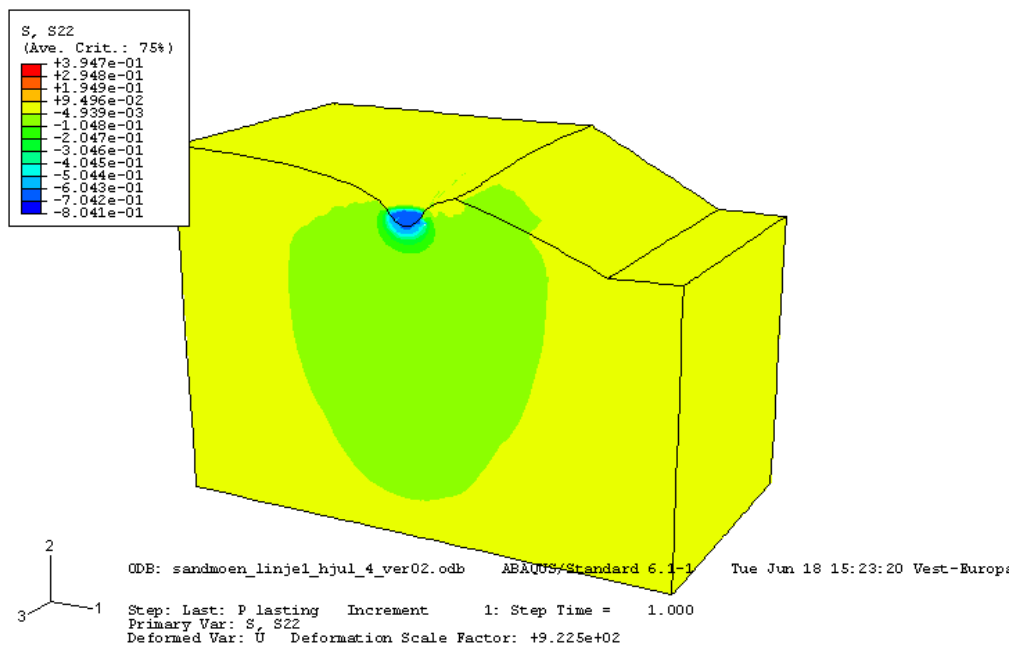 S, S22
(Ave. Crit.: 75%)
+3.947e-01
+2.948e-01
+1.949e-01
+9.496e-02
-4.939e-03
-1.048e-01
-2.047e-01
-3.046e-01
-4.045e-01
-5.044e-01
-6.043e-01
-7.042e-01
-8.041e-01
2
1
3
ODB: sandmoen_linje1_hjul_4_ver02.odb ABAQUS/Standard 6.1-1 Tue Jun 18 15:23:20 Vest-Europa
Step: Last: P lasting Increment 1: Step Time = 1.000
Primary Var: S, S22
Deformed Var: U Deformation Scale Factor: +9.225e+02